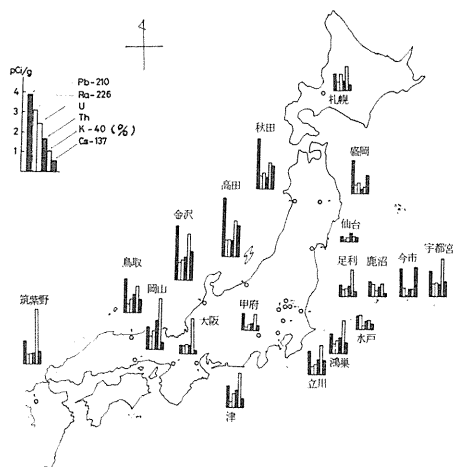 pCi/g
4
3
2
1
Pb-210
Ra-226
U
Th
K-40 (%)
Cs-137
札幌
秋田
盛岡
高田
仙台
金沢
足利
鹿沼
今市
宇都宮
鳥取
岡山
大阪
甲府
筑紫野
水戸
鴻巣
立川
津